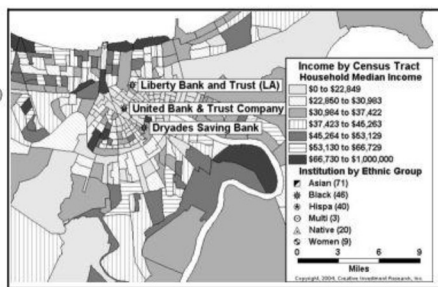 )
Liberty Bank and Trust (LA)
United Bank & Trust Company
Dryades Saving Bank
Income by Census Tract
Household Median Income
$0 to $22,849
$22,850 to $30,983
$30,984 to $37,422
$37,423 to $45,263
$45,264 to $53,129
$53,130 to $66,729
$66,730 to $1,000,000
Institution by Ethnic Group
Asian (71)
Black (46)
Hispa (40)
Multi (3)
Native (20)
Women (9)
0 3 6 9
Miles
Copyright, 2004, Creative Investment Research, Inc.